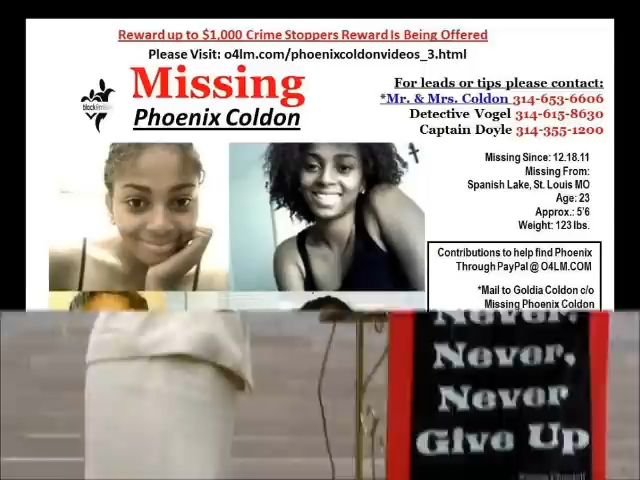 Reward up to $1,000 Crime Stoppers Reward Is Being Offered
Please Visit: o4lm.com/phoenixcoldonvideos_3.html
Missing
Phoenix Coldon
For leads or tips please contact:
*Mr. & Mrs. Coldon 314-653-6606
Detective Vogel 314-615-8630
Captain Doyle 314-355-1200
Missing Since: 12.18.11
Missing From:
Spanish Lake, St. Louis MO
Age: 23
Approx.: 5'6
Weight: 123 lbs.
Contributions to help find Phoenix
Through PayPal @ O4LM.COM
*Mail to Goldia Coldon c/o
Missing Phoenix Coldon
Never,
Never,
Never
Give Up